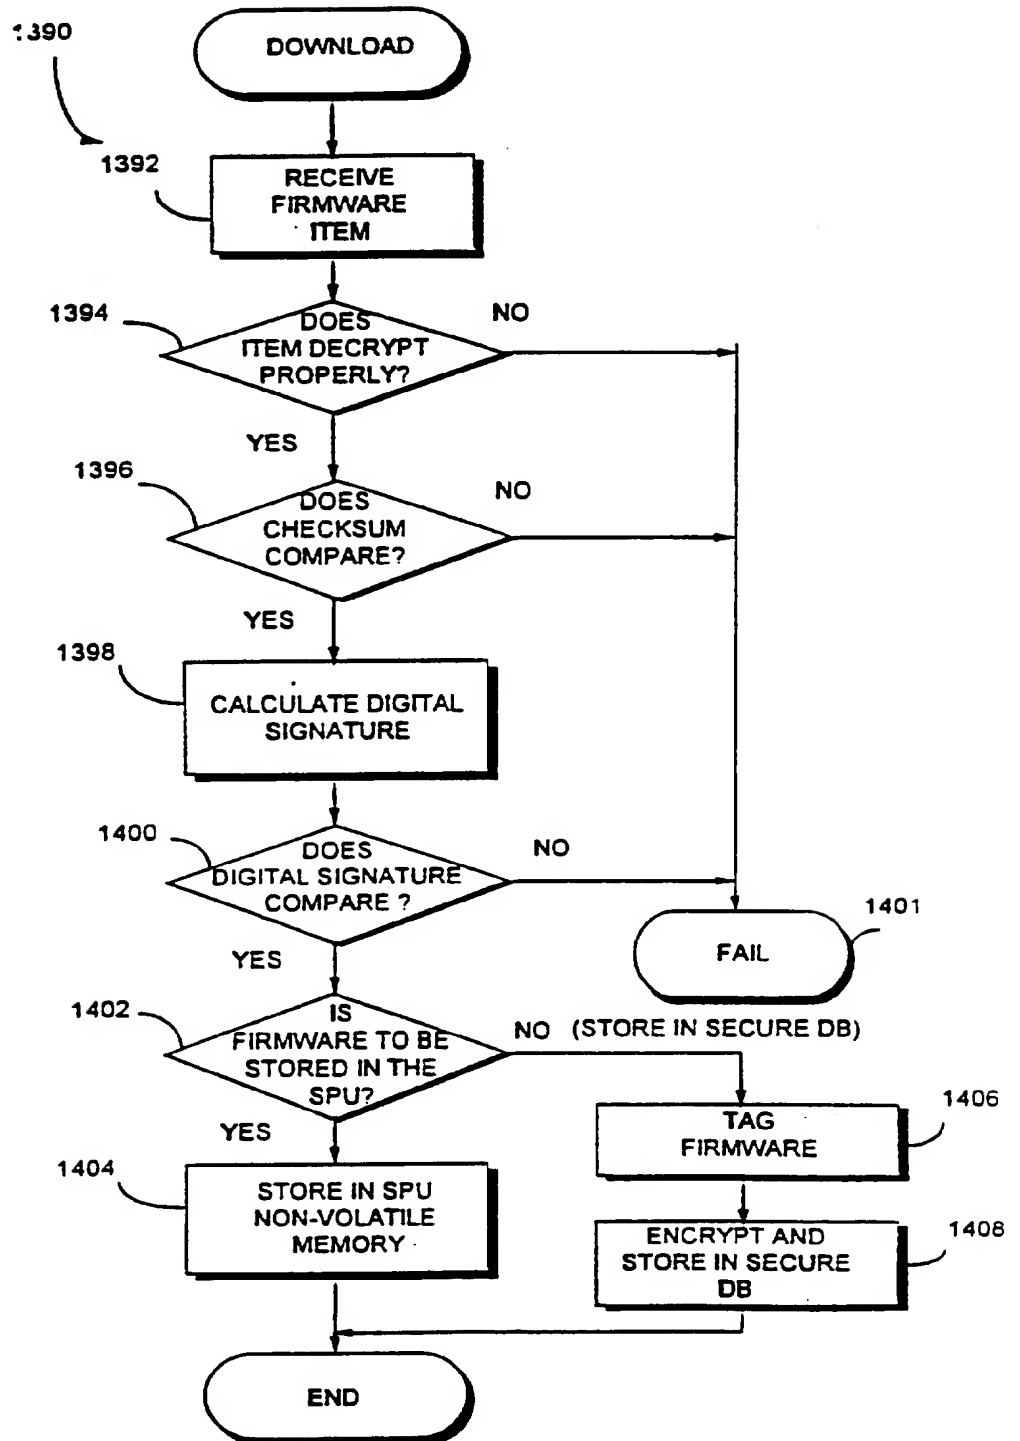 1390
DOWNLOAD
1392
RECEIVE
FIRMWARE
ITEM
1394
DOES
ITEM DECRYPT
PROPERLY?
NO
YES
1396
DOES
CHECKSUM
COMPARE?
NO
YES
1398
CALCULATE DIGITAL
SIGNATURE
1400
DOES
DIGITAL SIGNATURE
COMPARE ?
NO
1401
FAIL
YES
1402
IS
FIRMWARE TO BE
STORED IN THE
SPU?
NO (STORE IN SECURE DB)
YES
1406
TAG
FIRMWARE
1404
STORE IN SPU
NON-VOLATILE
MEMORY
1408
ENCRYPT AND
STORE IN SECURE
DB
END